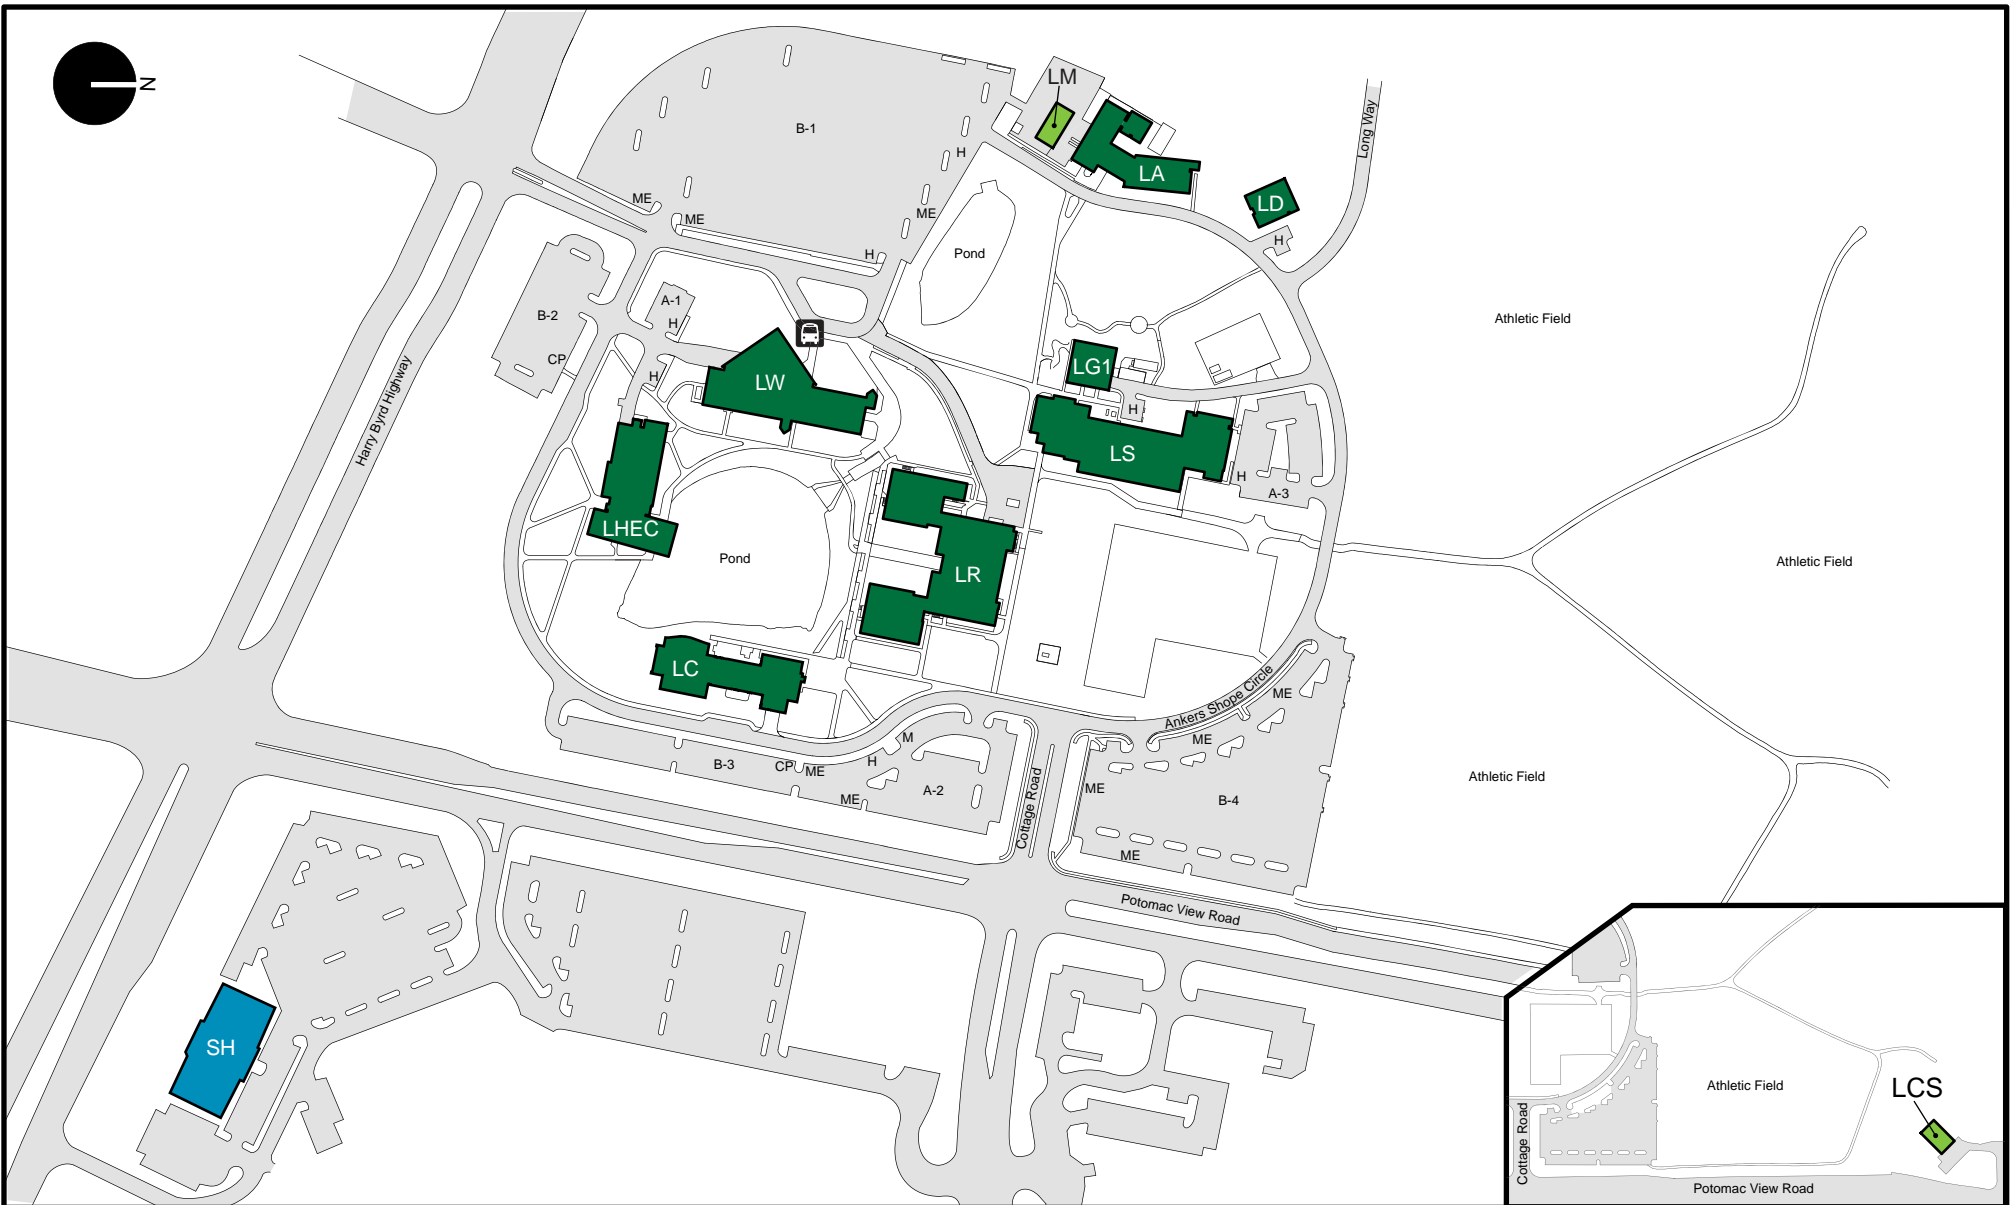 N
LM
B-1
H
Long Way
LA
LD
ME
ME
ME
H
H
Pond
A-1
H
B-2
CP
H
Athletic Field
LW
LG1
H
Harry Byrd Highway
LS
H
A-3
LHEC
Pond
LR
Athletic Field
LC
Ankers Shope Circle
ME
M
ME
B-3
CP
ME
H
A-2
ME
Cottage Road
ME
B-4
ME
Athletic Field
Potomac View Road
SH
Athletic Field
LCS
Cottage Road
Potomac View Road